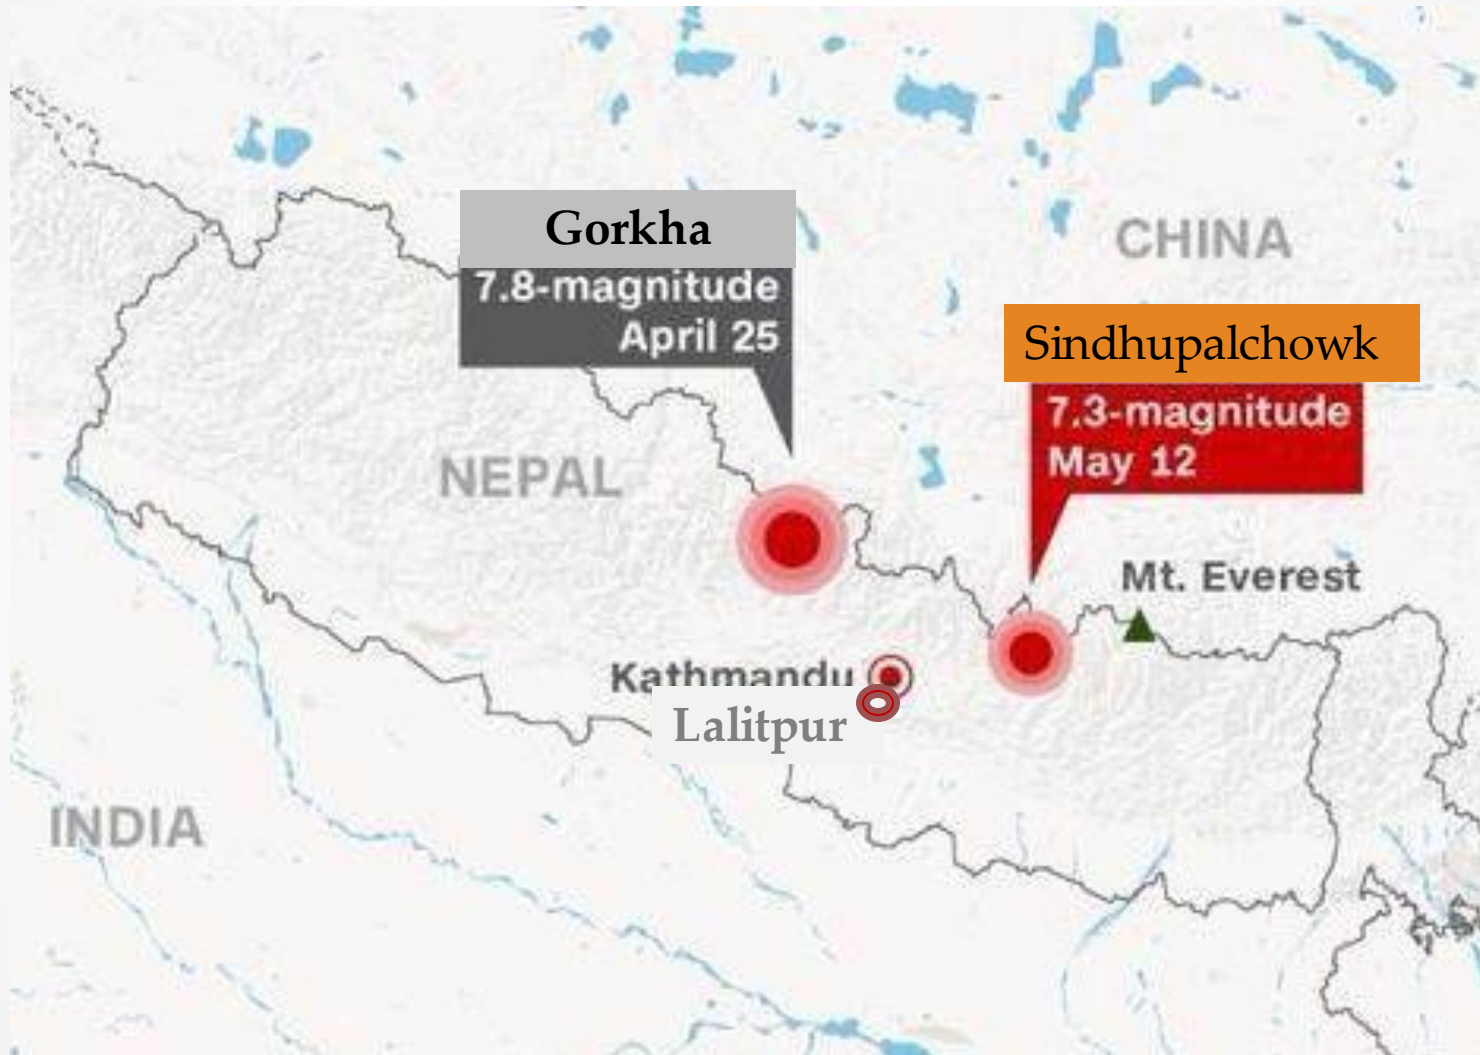 Gorkha
7.8-magnitude
April 25
CHINA
Sindhupalchowk
7.3-magnitude
May 12
NEPAL
Mt. Everest
Kathmandu
Lalitpur
INDIA